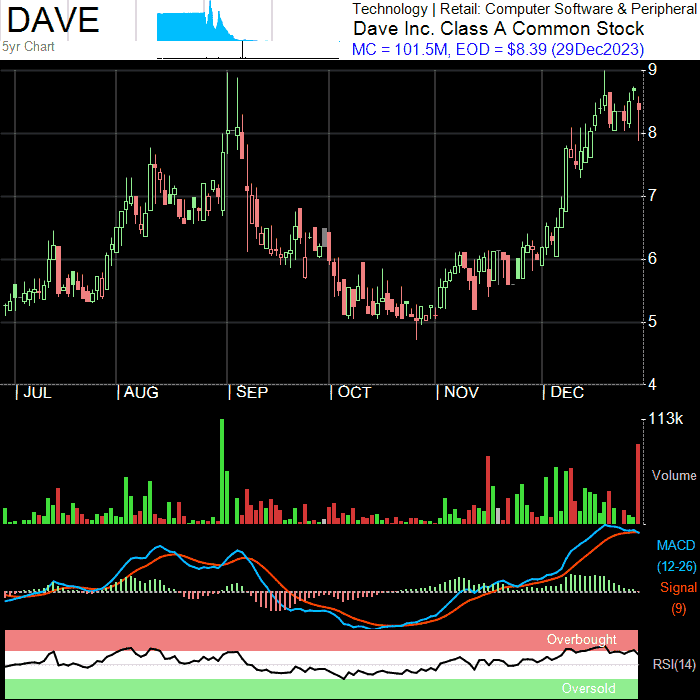 DAVE
5yr Chart
Technology | Retail: Computer Software & Peripheral
Dave Inc. Class A Common Stock
MC = 101.5M, EOD = $8.39 (29Dec2023)
9
8
7
6
5
4
| JUL | AUG | SEP | OCT | NOV | DEC
113k
Volume
MACD
(12-26)
Signal
(9)
Overbought
RSI(14)
Oversold